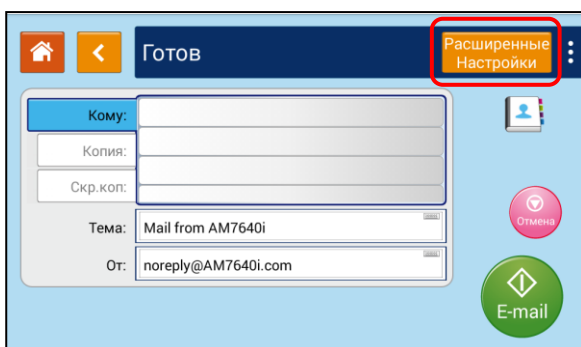 Готов
Расширенные
Настройки
Кому:
Копия:
Скр.коп:
Тема: Mail from AM7640i
От: noreply@AM7640i.com
Отмена
E-mail